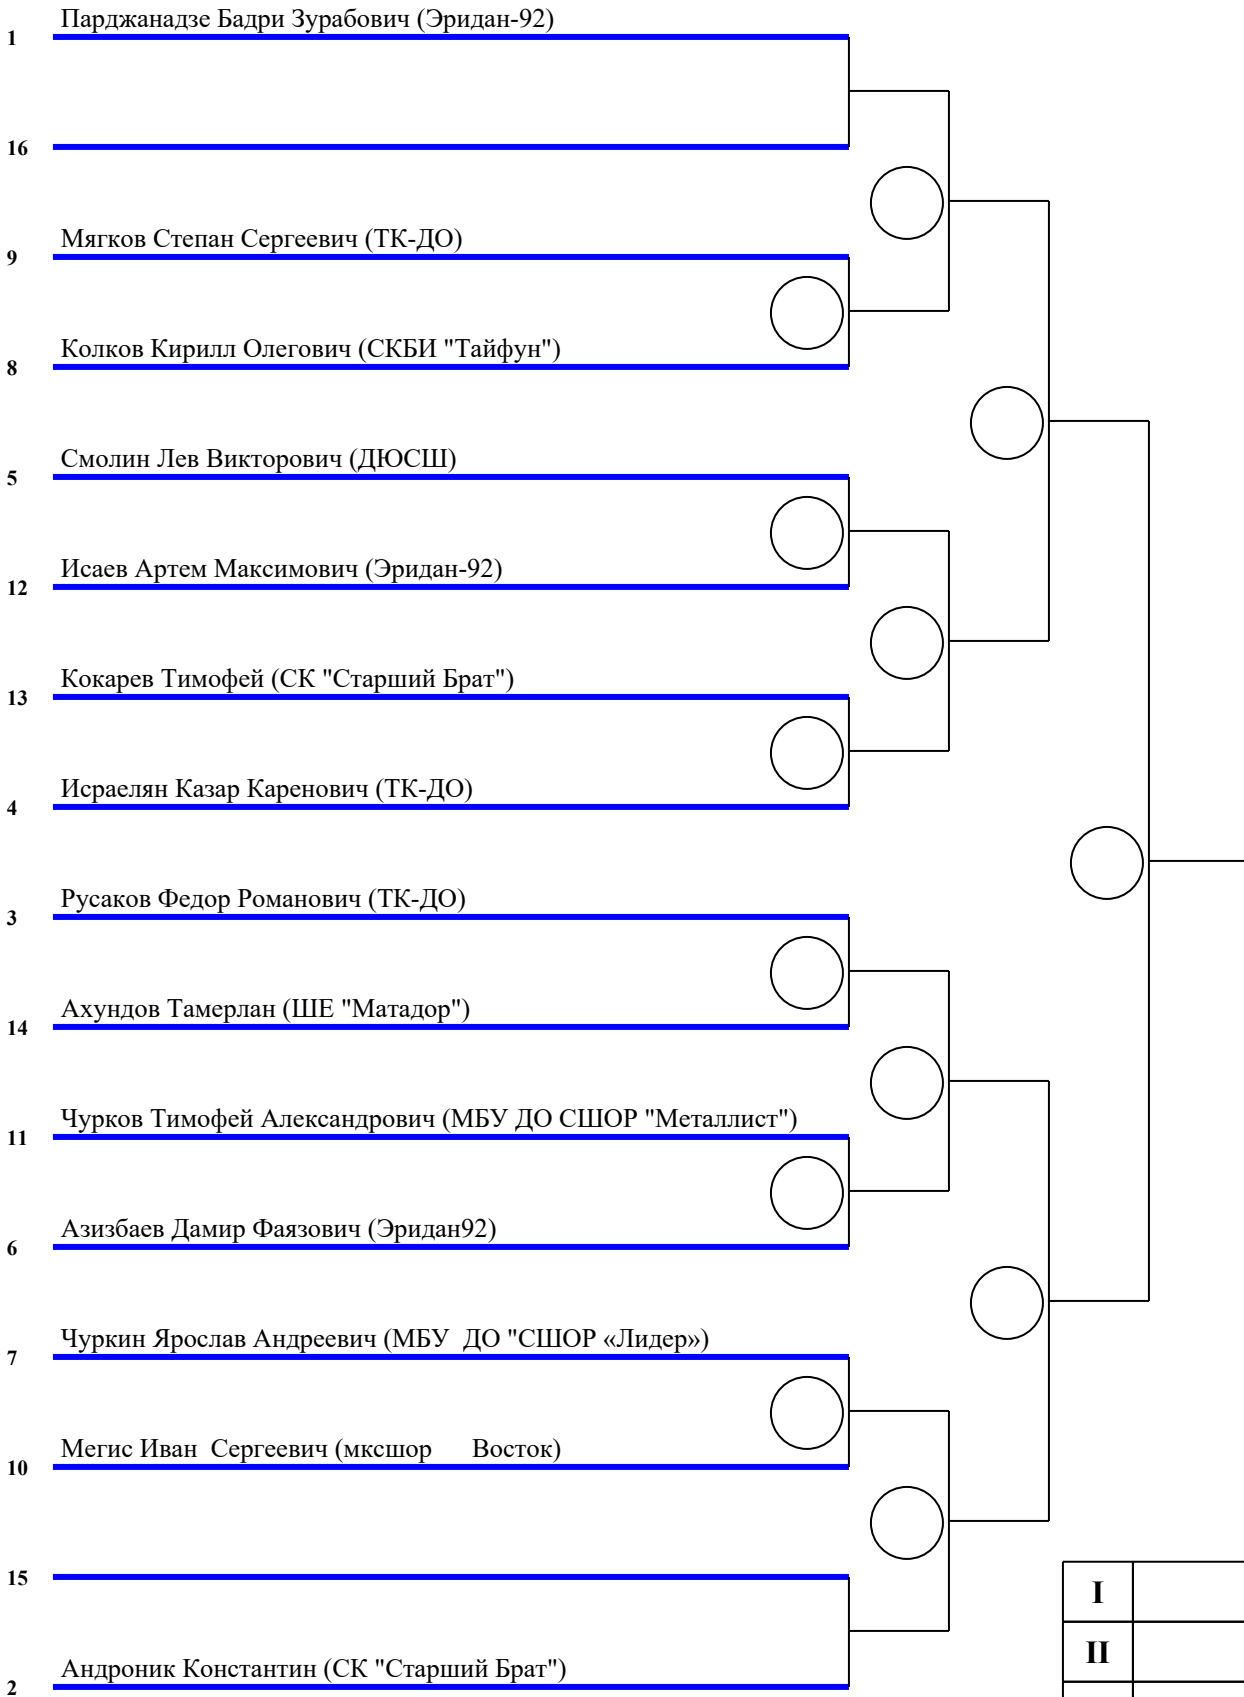 Парджанадзе Бадри Зурабович (Эридан-92)
1
16
Мягков Степан Сергеевич (ТК-ДО)
9
Колков Кирилл Олегович (СКБИ "Тайфун")
8
Смолин Лев Викторович (ДЮСШ)
5
Исаев Артем Максимович (Эридан-92)
12
Кокарев Тимофей (СК "Старший Брат")
13
Исраелян Казар Каренович (ТК-ДО)
4
Русаков Федор Романович (ТК-ДО)
3
Ахундов Тамерлан (ШЕ "Матадор")
14
Чурков Тимофей Александрович (МБУ ДО СШОР "Металлист")
11
Азизбаев Дамир Фаязович (Эридан92)
6
Чуркин Ярослав Андреевич (МБУ  ДО "СШОР «Лидер»)
7
Мегис Иван  Сергеевич (мксшор      Восток)
10
15
I
II
Андроник Константин (СК "Старший Брат")
2